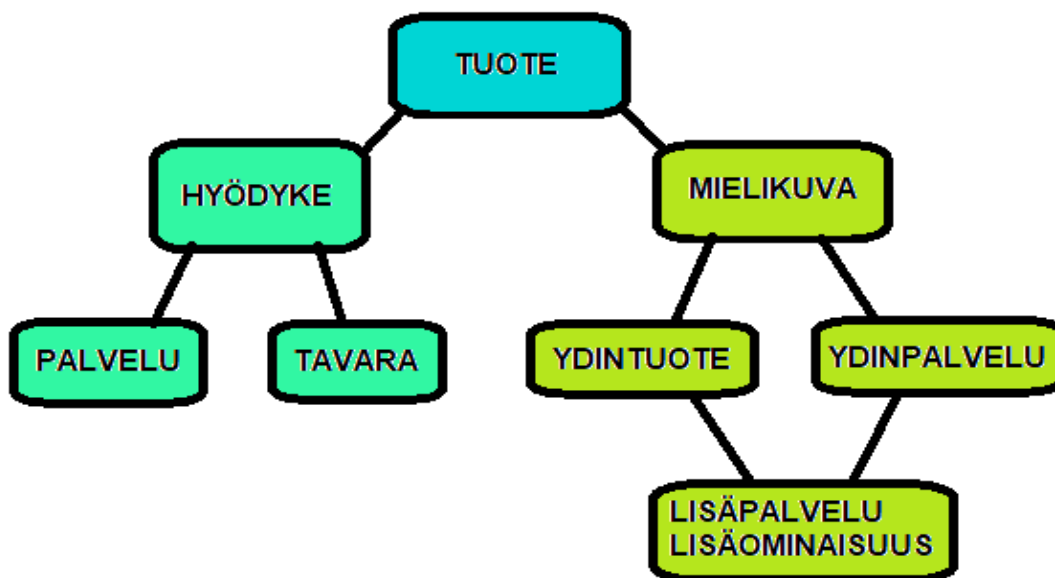 TUOTE
HYÖDYKE
MIELIKUVA
PALVELU
TAVARA
YDINTUOTE
YDINPALVELU
LISÄPALVELU
LISÄOMINAISUUS